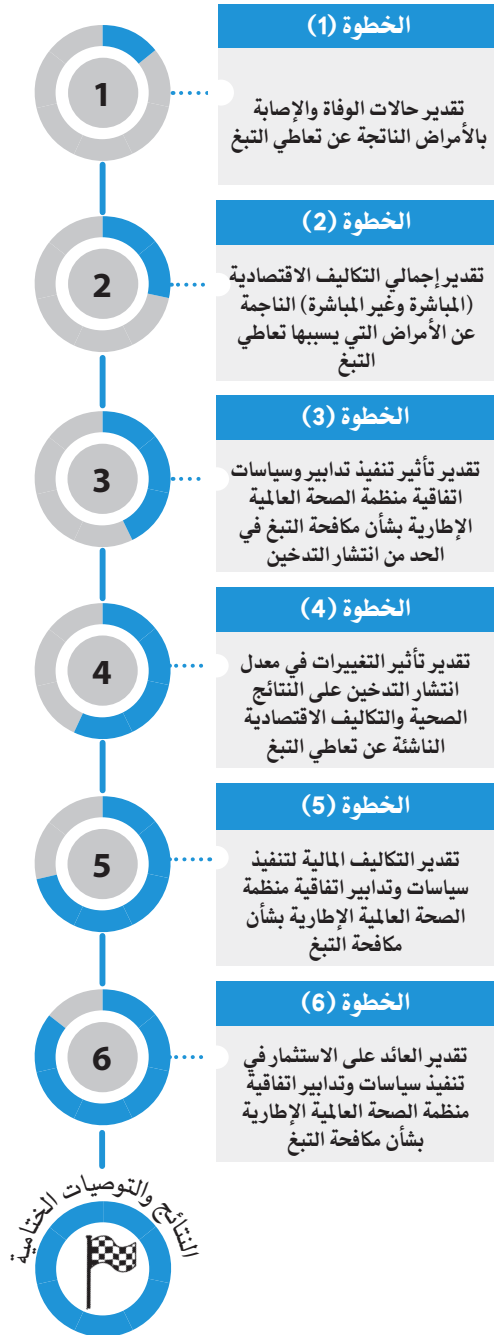 الخطوة (1)
1
تقدير حالات الوفاة والإصابة
بالأمراض الناتجة عن تعاطي التبغ
الخطوة (2)
2
تقدير إجمالي التكاليف الاقتصادية
(المباشرة وغير المباشرة) الناجمة
عن الأمراض التي يسببها تعاطي
التبغ
الخطوة (3)
3
تقدير تأثير تنفيذ تدابير وسياسات
اتفاقية منظمة الصحة العالمية
الإطارية بشأن مكافحة التبغ في
الحد من انتشار التدخين
الخطوة (4)
4
تقدير تأثير التغييرات في معدل
انتشار التدخين على النتائج
الصحية والتكاليف الاقتصادية
الناشئة عن تعاطي التبغ
الخطوة (5)
5
تقدير التكاليف المالية لتنفيذ
سياسات وتدابير اتفاقية منظمة
الصحة العالمية الإطارية بشأن
مكافحة التبغ
الخطوة (6)
6
تقدير العائد على الاستثمار في
تنفيذ سياسات وتدابير اتفاقية
منظمة الصحة العالمية الإطارية
بشأن مكافحة التبغ
النتائج والتوصيات الختامية